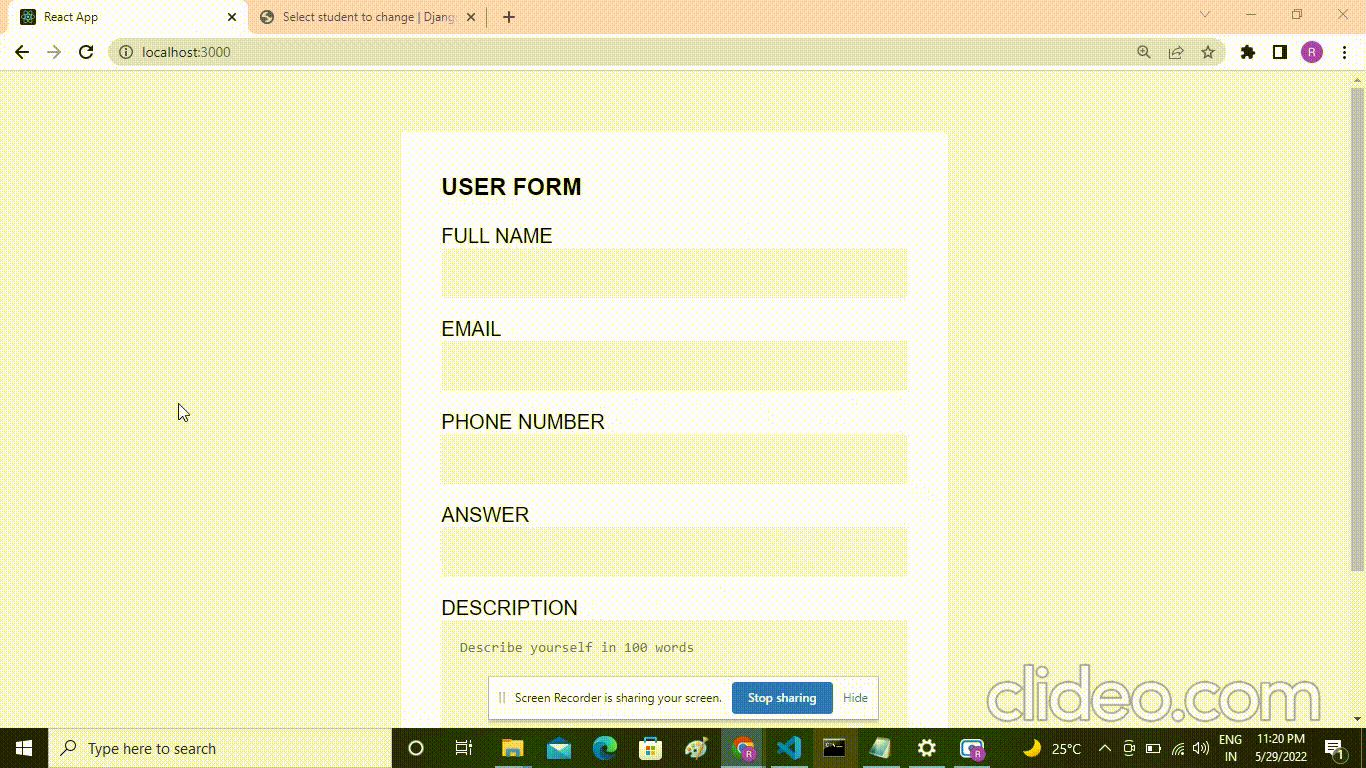 React App
Select student to change | Djang
localhost:3000
R
USER FORM
FULL NAME
EMAIL
PHONE NUMBER
ANSWER
DESCRIPTION
Describe yourself in 100 words
Screen Recorder is sharing your screen.
Stop sharing
Hide
clideo.com
Type here to search
R
R
25°C
ENG
IN
11:20 PM
5/29/2022
1